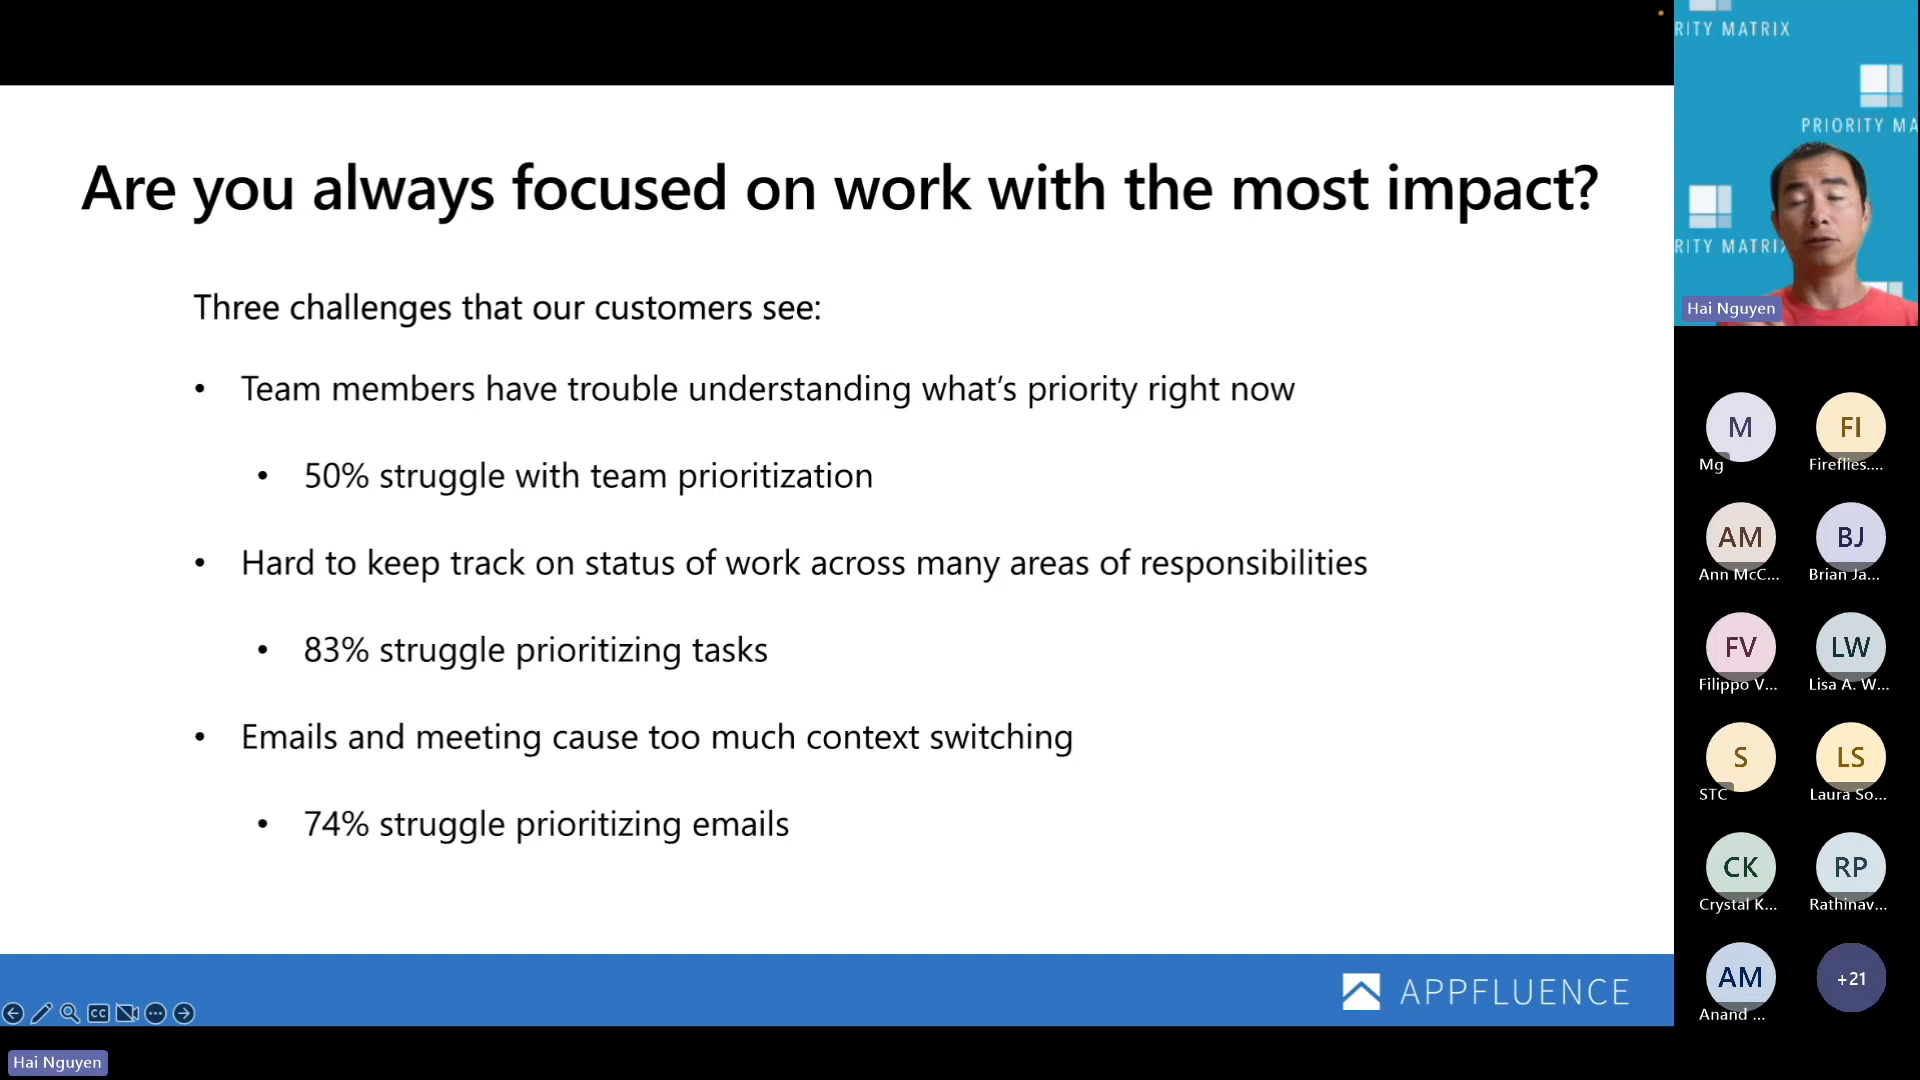 Are you always focused on work with the most impact?
Three challenges that our customers see:
• Team members have trouble understanding what's priority right now
• 50% struggle with team prioritization
• Hard to keep track on status of work across many areas of responsibilities
• 83% struggle prioritizing tasks
• Emails and meeting cause too much context switching
• 74% struggle prioritizing emails
APPFLUENCE
CC
Hai Nguyen
RITY MATRIX
PRIORITY MA
RITY MATRIX
Hai Nguyen
M
Mg
FI
Fireflies....
AM
Ann McC...
BJ
Brian Ja...
FV
Filippo V...
LW
Lisa A. W...
S
STC
LS
Laura So...
CK
Crystal K...
RP
Rathinav...
AM
Anand ...
+21